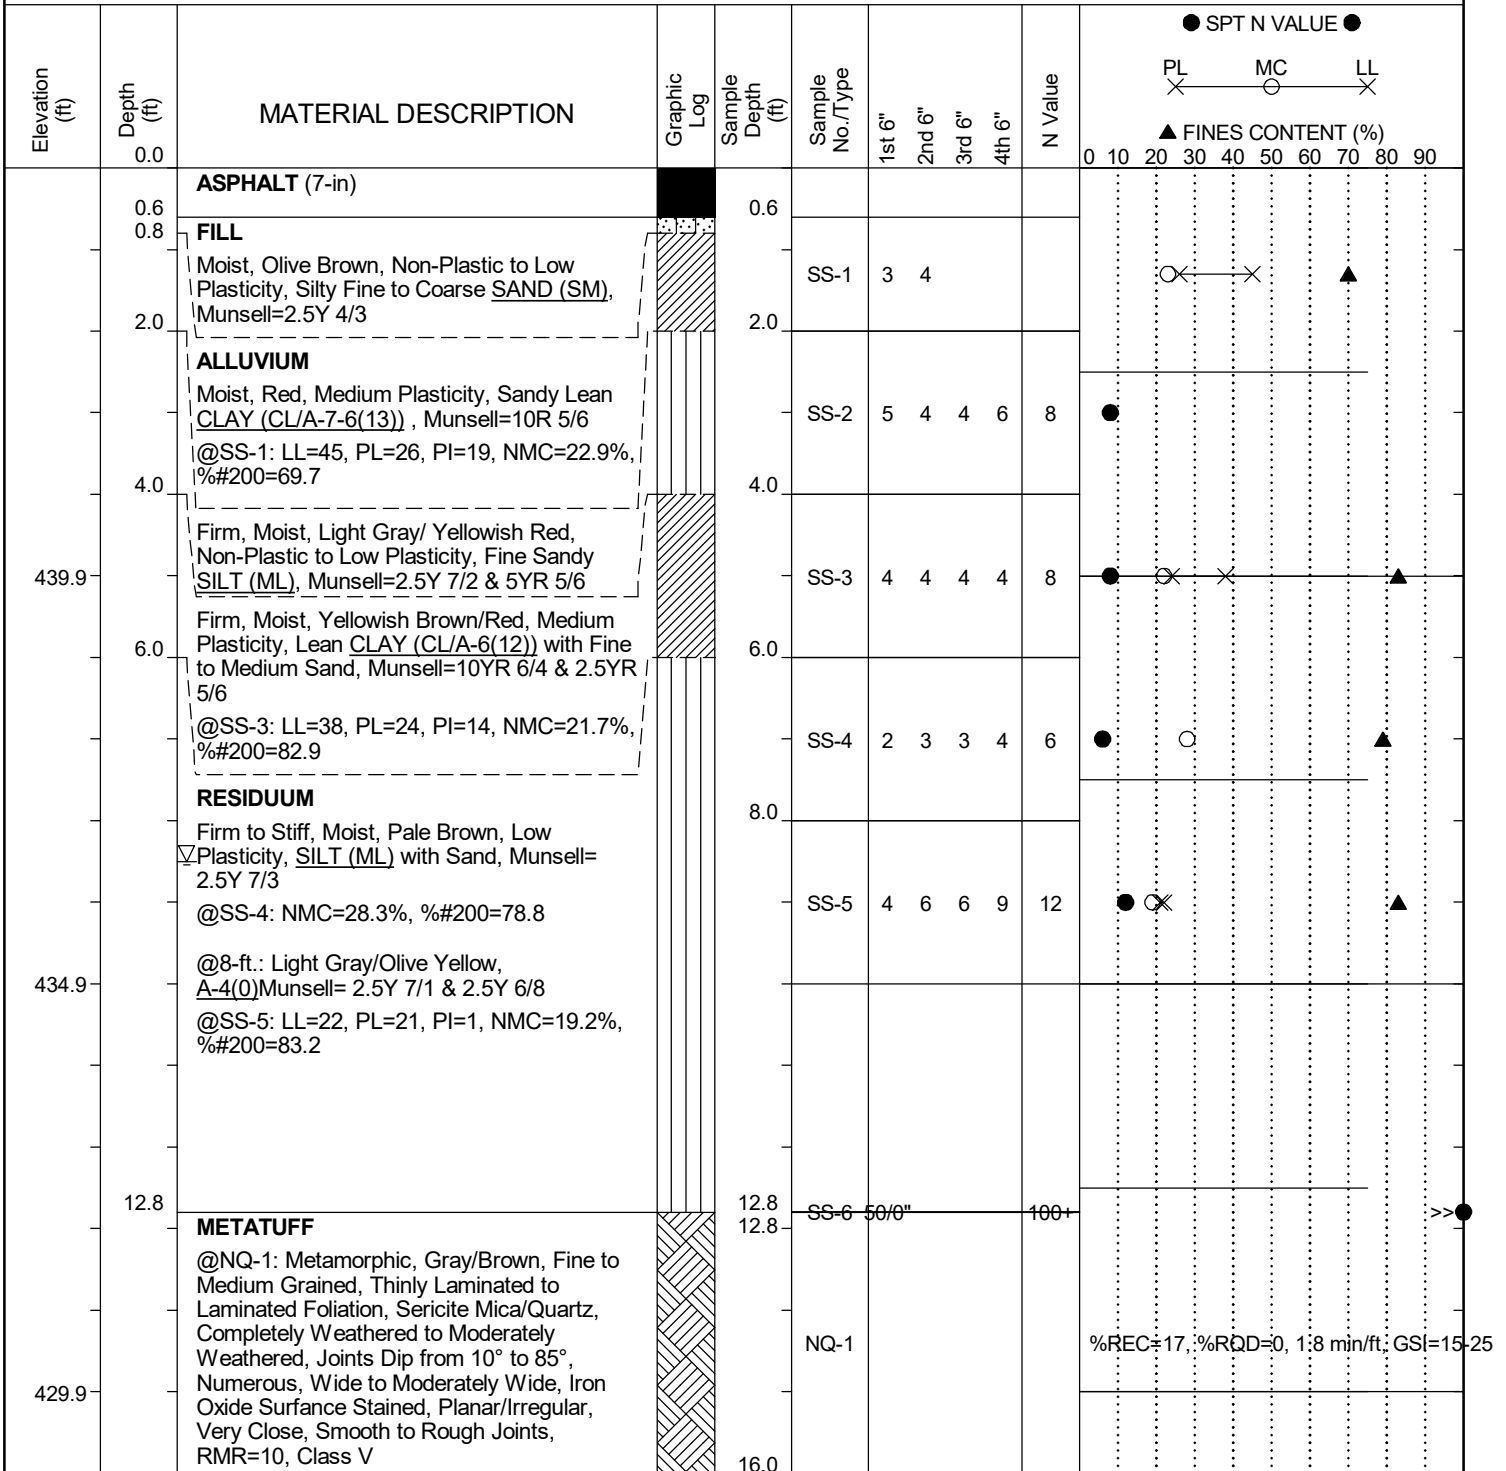 ● SPT N VALUE ●
PL MC LL
▲ FINES CONTENT (%)
0 10 20 30 40 50 60 70 80 90
Elevation
(ft)
Depth
(ft)
0.0
MATERIAL DESCRIPTION
Graphic
Log
Sample
Depth
(ft)
Sample
No./Type
1st 6"
2nd 6"
3rd 6"
4th 6"
N Value
ASPHALT (7-in)
0.6 0.6
0.8
FILL
Moist, Olive Brown, Non-Plastic to Low
Plasticity, Silty Fine to Coarse SAND (SM),
Munsell=2.5Y 4/3
SS-1 3 4
2.0 2.0
ALLUVIUM
Moist, Red, Medium Plasticity, Sandy Lean
CLAY (CL/A-7-6(13)) , Munsell=10R 5/6
SS-2 5 4 4 6 8
@SS-1: LL=45, PL=26, PI=19, NMC=22.9%,
%#200=69.7
4.0 4.0
Firm, Moist, Light Gray/ Yellowish Red,
Non-Plastic to Low Plasticity, Fine Sandy
SILT (ML), Munsell=2.5Y 7/2 & 5YR 5/6
439.9
SS-3 4 4 4 4 8
Firm, Moist, Yellowish Brown/Red, Medium
Plasticity, Lean CLAY (CL/A-6(12)) with Fine
to Medium Sand, Munsell=10YR 6/4 & 2.5YR
5/6
6.0 6.0
@SS-3: LL=38, PL=24, PI=14, NMC=21.7%,
%#200=82.9
SS-4 2 3 3 4 6
RESIDUUM
8.0
Firm to Stiff, Moist, Pale Brown, Low
Plasticity, SILT (ML) with Sand, Munsell=
2.5Y 7/3
@SS-4: NMC=28.3%, %#200=78.8
SS-5 4 6 6 9 12
@8-ft.: Light Gray/Olive Yellow,
A-4(0)Munsell= 2.5Y 7/1 & 2.5Y 6/8
434.9
@SS-5: LL=22, PL=21, PI=1, NMC=19.2%,
%#200=83.2
12.8 12.8
SS-6 50/0" 100+ >>
12.8
METATUFF
@NQ-1: Metamorphic, Gray/Brown, Fine to
Medium Grained, Thinly Laminated to
Laminated Foliation, Sericite Mica/Quartz,
Completely Weathered to Moderately
Weathered, Joints Dip from 10° to 85°,
Numerous, Wide to Moderately Wide, Iron
Oxide Surfance Stained, Planar/Irregular,
Very Close, Smooth to Rough Joints,
RMR=10, Class V
NQ-1 %REC=17, %RQD=0, 1.8 min/ft, GSI=15-25
429.9
16.0